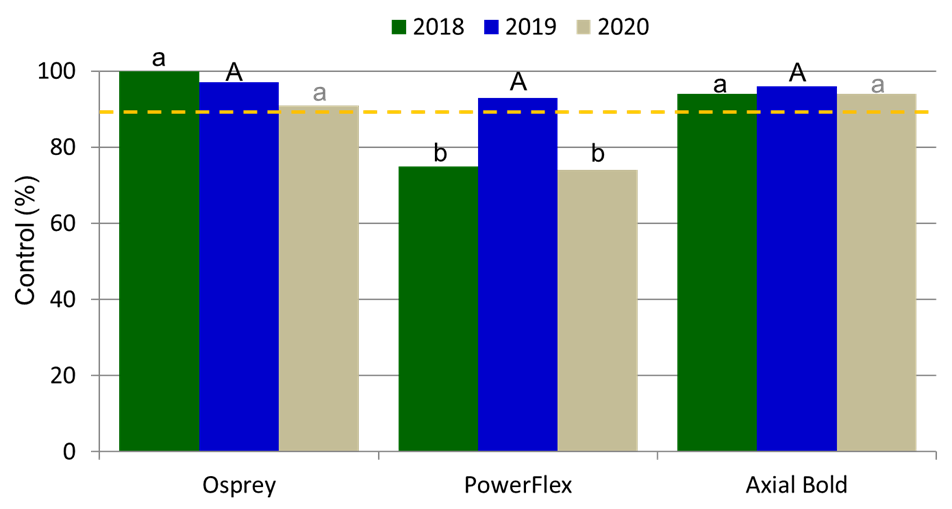 2018 2019 2020
Control (%)
100
80
60
40
20
0
a A a
b A b
a A a
Osprey PowerFlex Axial Bold